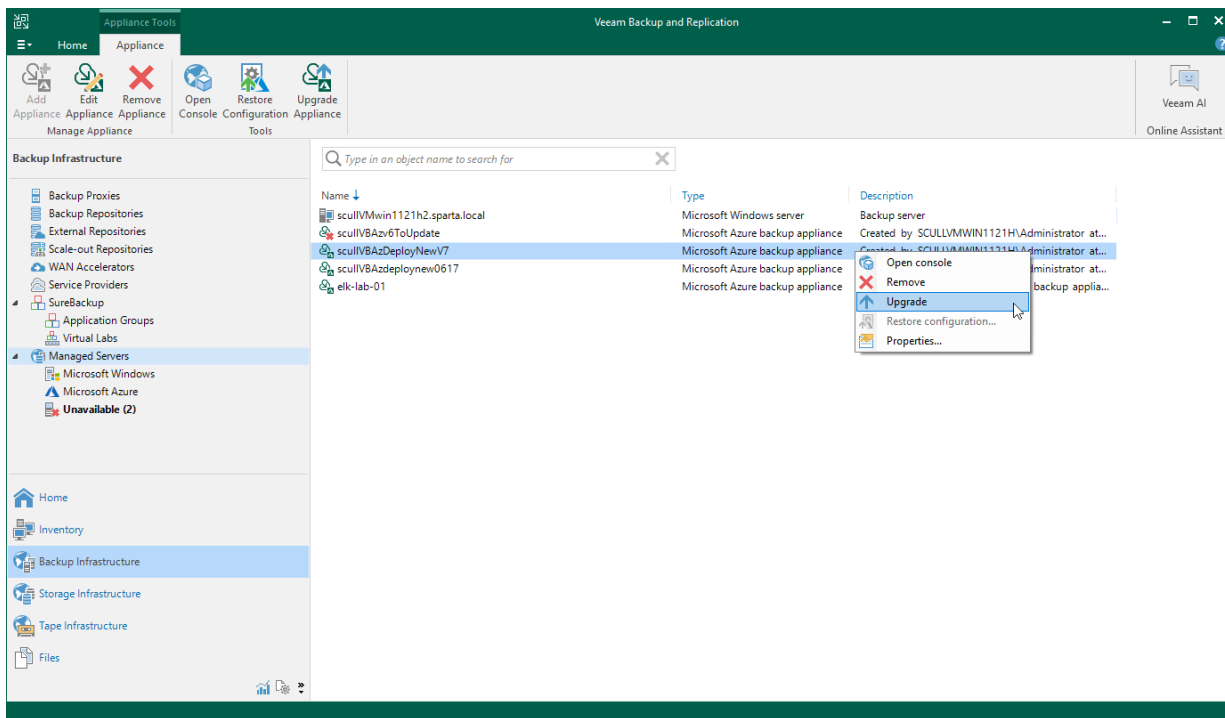 Appliance Tools
Veeam Backup and Replication
Home Appliance
Add Appliance
Edit Appliance
Remove Appliance
Open Console
Restore Configuration
Upgrade Appliance
Manage Appliance
Tools
Veeam AI
Online Assistant
Backup Infrastructure
Type in an object name to search for
Backup Proxies
Backup Repositories
External Repositories
Scale-out Repositories
WAN Accelerators
Service Providers
SureBackup
Application Groups
Virtual Labs
Managed Servers
Microsoft Windows
Microsoft Azure
Unavailable (2)
Home
Inventory
Backup Infrastructure
Storage Infrastructure
Tape Infrastructure
Files
Name Type Description
scullVMwin1121h2.sparta.local Microsoft Windows server Backup server
scullVBAzv6ToUpdate Microsoft Azure backup appliance Created by SCULLVMWIN1121H\Administrator at...
scullVBAzDeployNewV7 Microsoft Azure backup appliance Created by SCULLVMWIN1121H\Administrator at...
scullVBAzdeploynew0617 Microsoft Azure backup appliance dministrator at...
elk-lab-01 Microsoft Azure backup appliance backup applia...
Open console
Remove
Upgrade
Restore configuration...
Properties...